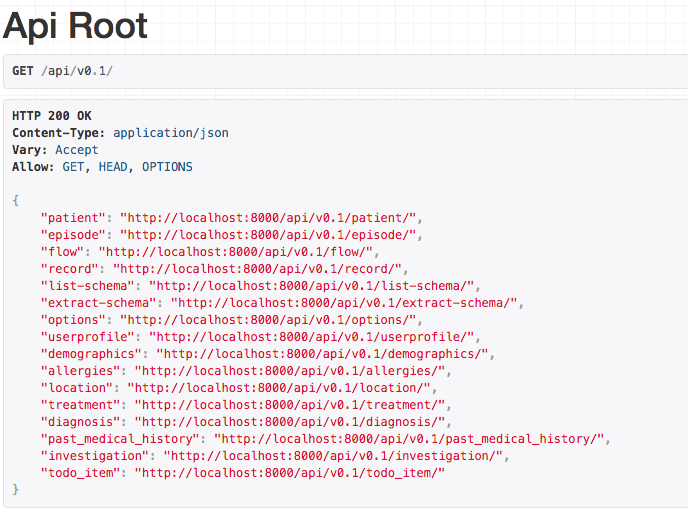 Api Root
GET /api/v0.1/
HTTP 200 OK
Content-Type: application/json
Vary: Accept
Allow: GET, HEAD, OPTIONS
{
"patient": "http://localhost:8000/api/v0.1/patient/",
"episode": "http://localhost:8000/api/v0.1/episode/",
"flow": "http://localhost:8000/api/v0.1/flow/",
"record": "http://localhost:8000/api/v0.1/record/",
"list-schema": "http://localhost:8000/api/v0.1/list-schema/",
"extract-schema": "http://localhost:8000/api/v0.1/extract-schema/",
"options": "http://localhost:8000/api/v0.1/options/",
"userprofile": "http://localhost:8000/api/v0.1/userprofile/",
"demographics": "http://localhost:8000/api/v0.1/demographics/",
"allergies": "http://localhost:8000/api/v0.1/allergies/",
"location": "http://localhost:8000/api/v0.1/location/",
"treatment": "http://localhost:8000/api/v0.1/treatment/",
"diagnosis": "http://localhost:8000/api/v0.1/diagnosis/",
"past_medical_history": "http://localhost:8000/api/v0.1/past_medical_history/",
"investigation": "http://localhost:8000/api/v0.1/investigation/",
"todo_item": "http://localhost:8000/api/v0.1/todo_item/"
}